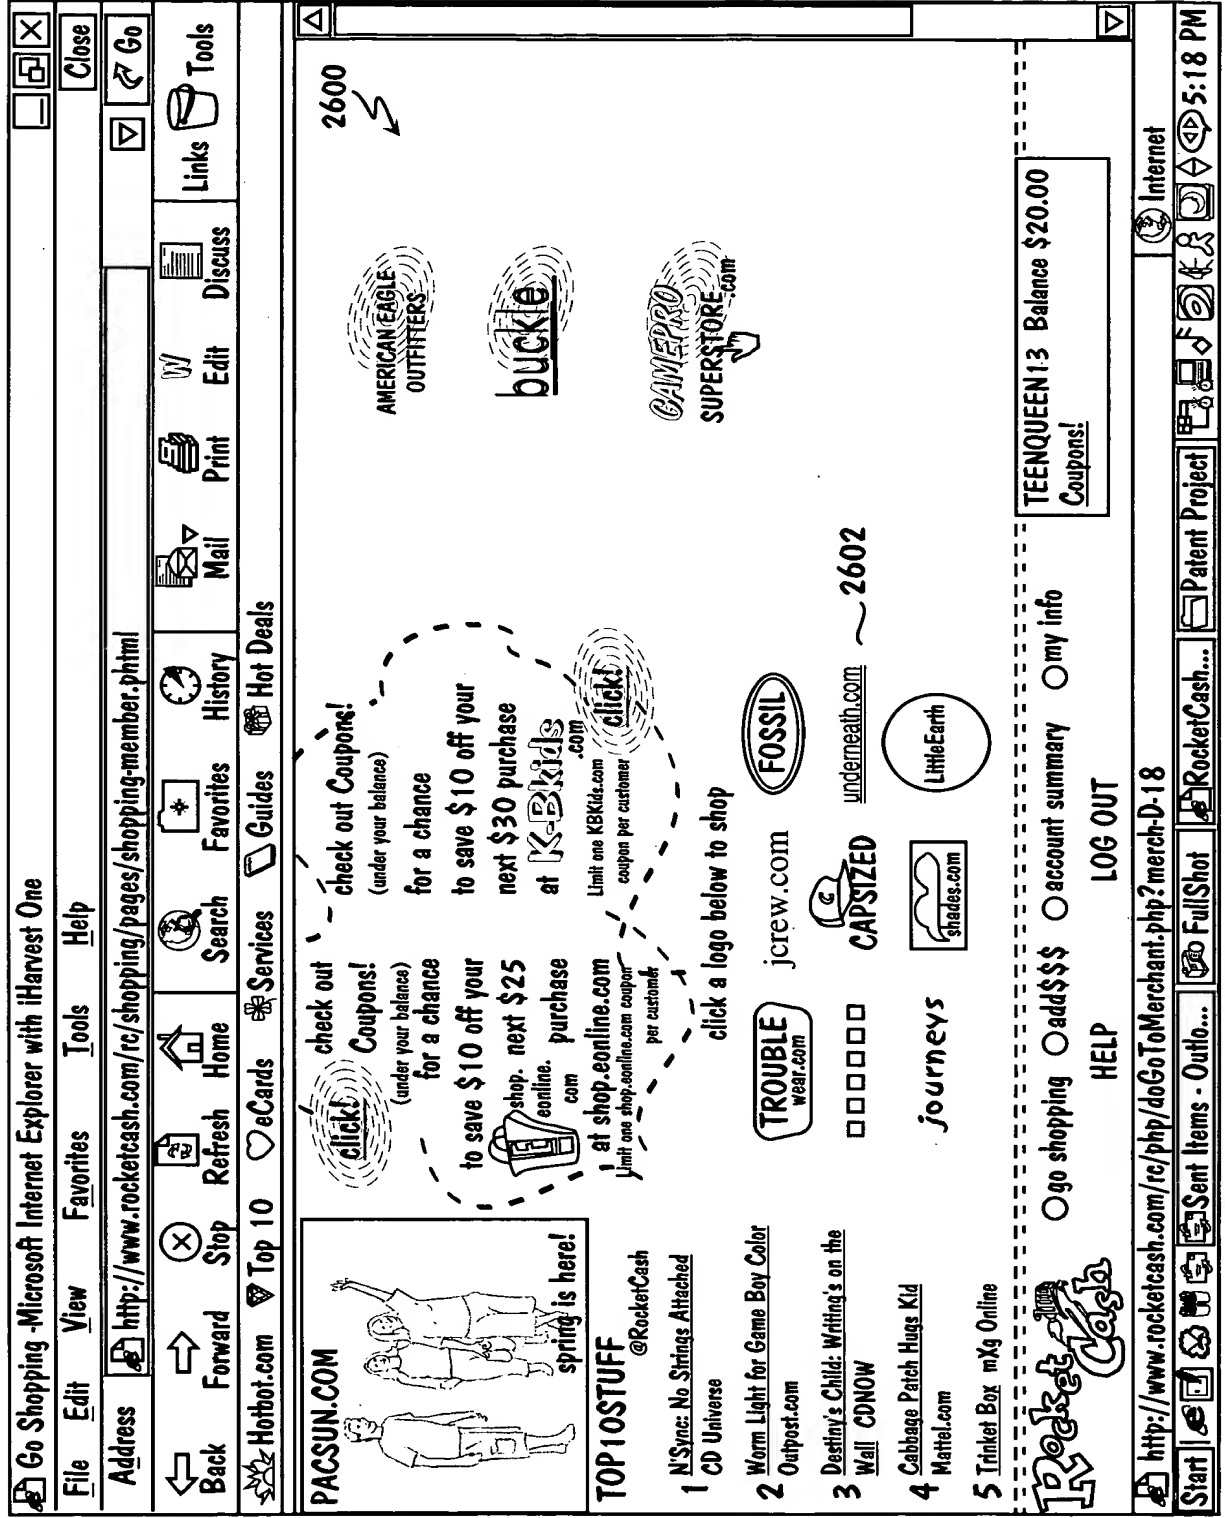 Go Shopping -Microsoft Internet Explorer with iHarvest One
File Edit View Favorites Tools Help Close
Address http://www.rocketcash.com/rc/shopping/pages/shopping-member.phtml Go
Back Forward Stop Refresh Home Search Favorites History Mail Print Edit Discuss Links Tools
Hotbot.com Top 10 eCards Services Guides Hot Deals
2600
PACSUN.COM
spring is here!
TOP10STUFF
@RocketCash
1 N'Sync: No Strings Attached
CD Universe
2 Worm Light for Game Boy Color
Outpost.com
3 Destiny's Child: Writing's on the
Wall CDNOW
4 Cabbage Patch Hugs Kid
Mattel.com
5 Trinket Box mXg Online
click!
check out
Coupons!
(under your balance)
for a chance
to save $10 off your
shop. next $25
eonline.
com purchase
at shop.eonline.com
Limit one shop.eonline.com coupon
per customer
check out Coupons!
(under your balance)
for a chance
to save $10 off your
next $30 purchase
at K-Bkids
.com
Limit one KBKids.com
coupon per customer
click!
click a logo below to shop
TROUBLE
wear.com
jcrew.com
FOSSIL
C
CAPSIZED
underneath.com
2602
journeys
shades.com
LittleEarth
AMERICAN EAGLE
OUTFITTERS
buckle
GAMEPRO
SUPERSTORE.com
Rocket Cash
go shopping add$$$ account summary my info
HELP LOG OUT
TEENQUEEN13 Balance $20.00
Coupons!
http://www.rocketcash.com/rc/php/doGoToMerchant.php?merch-D-18 Internet
Start Sent Items - Outlo... FullShot RocketCash... Patent Project 5:18 PM